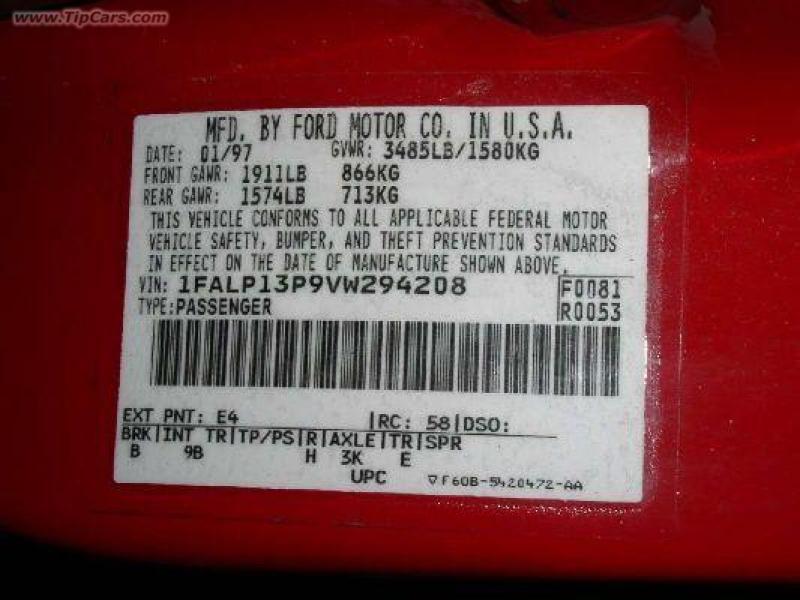 www.TipCars.com
MFD. BY FORD MOTOR CO. IN U.S.A.
DATE: 01/97 GVWR: 3485LB/1580KG
FRONT GAWR: 1911LB 866KG
REAR GAWR: 1574LB 713KG
THIS VEHICLE CONFORMS TO ALL APPLICABLE FEDERAL MOTOR
VEHICLE SAFETY, BUMPER, AND THEFT PREVENTION STANDARDS
IN EFFECT ON THE DATE OF MANUFACTURE SHOWN ABOVE.
VIN: 1FALP13P9VW294208 F0081
TYPE: PASSENGER R0053
EXT PNT: E4 |RC: 58|DSO:
BRK|INT TR|TP/PS|R|AXLE|TR|SPR
B 9B H 3K E
UPC ▽F60B-5420472-AA